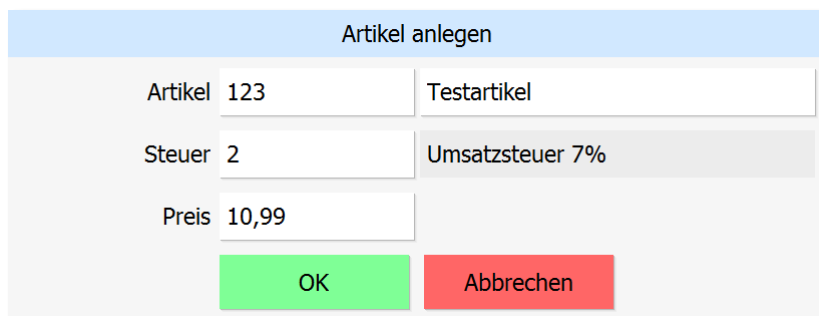 Artikel anlegen
Artikel 123 Testartikel
Steuer 2 Umsatzsteuer 7%
Preis 10,99
OK Abbrechen